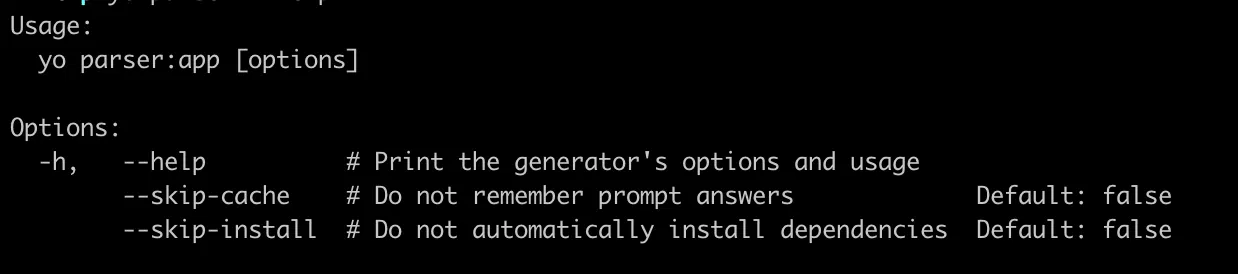 Usage:
yo parser:app [options]
Options:
-h, --help # Print the generator's options and usage
--skip-cache # Do not remember prompt answers Default: false
--skip-install # Do not automatically install dependencies Default: false